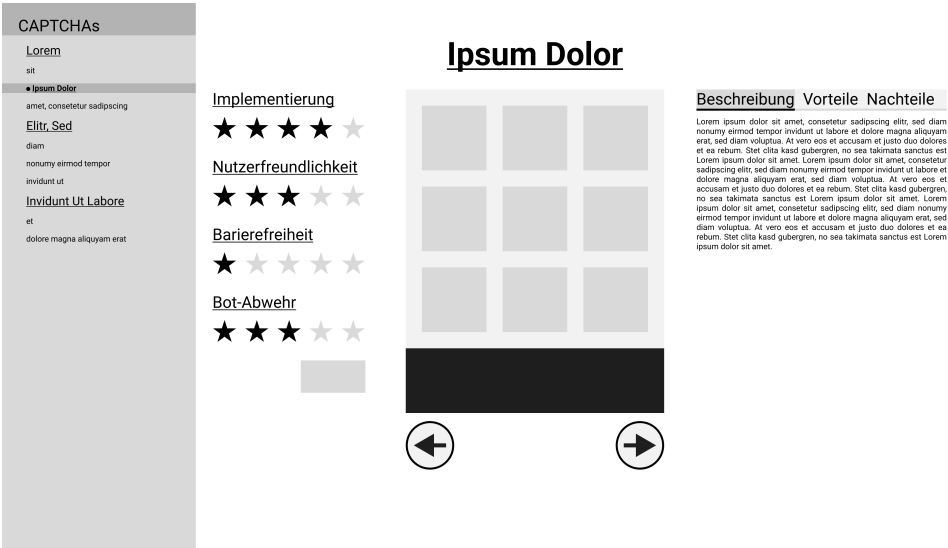 CAPTCHAs
Lorem
sit
Ipsum Dolor
amet, consetetur sadipscing
Elitr, Sed
diam
nonumy eirmod tempor
invidunt ut
Invidunt Ut Labore
et
dolore magna aliquyam erat
Ipsum Dolor
Implementierung
Nutzerfreundlichkeit
Barierefreiheit
Bot-Abwehr
Beschreibung Vorteile Nachteile
Lorem ipsum dolor sit amet, consetetur sadipscing elitr, sed diam
nonumy eirmod tempor invidunt ut labore et dolore magna aliquyam
erat, sed diam voluptua. At vero eos et accusam et justo duo dolores
et ea rebum. Stet clita kasd gubergren, no sea takimata sanctus est
Lorem ipsum dolor sit amet. Lorem ipsum dolor sit amet, consetetur
sadipscing elitr, sed diam nonumy eirmod tempor invidunt ut labore et
dolore magna aliquyam erat, sed diam voluptua. At vero eos et
accusam et justo duo dolores et ea rebum. Stet clita kasd gubergren,
no sea takimata sanctus est Lorem ipsum dolor sit amet. Lorem
ipsum dolor sit amet, consetetur sadipscing elitr, sed diam nonumy
eirmod tempor invidunt ut labore et dolore magna aliquyam erat, sed
diam voluptua. At vero eos et accusam et justo duo dolores et ea
rebum. Stet clita kasd gubergren, no sea takimata sanctus est Lorem
ipsum dolor sit amet.